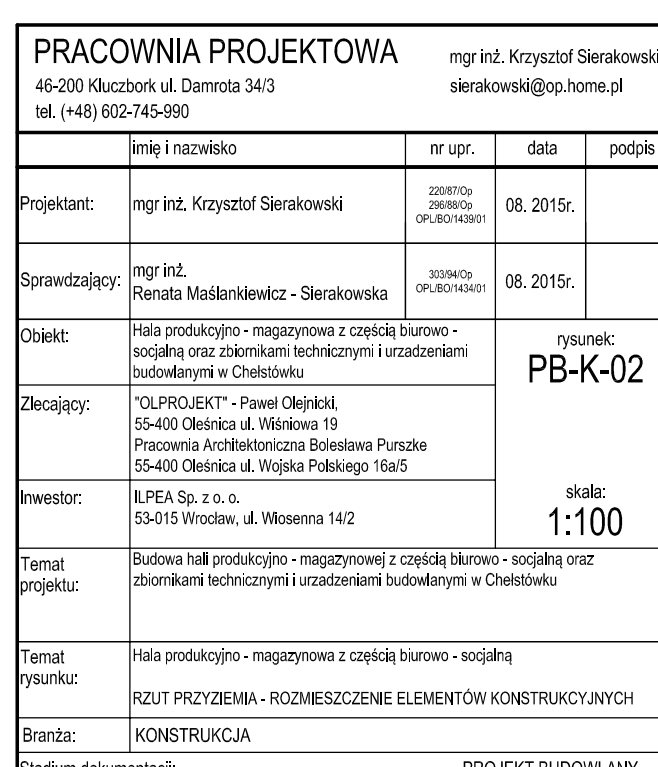 PRACOWNIA PROJEKTOWA
mgr inż. Krzysztof Sierakowski
46-200 Kluczbork ul. Damrota 34/3
sierakowski@op.home.pl
tel. (+48) 602-745-990
imię i nazwisko nr upr. data podpis
Projektant: mgr inż. Krzysztof Sierakowski
220/87/Op
296/88/Op
OPL/BO/1439/01
08. 2015r.
Sprawdzający:
mgr inż.
Renata Maślankiewicz - Sierakowska
303/94/Op
OPL/BO/1434/01
08. 2015r.
Obiekt:
Hala produkcyjno - magazynowa z częścią biurowo -
socjalną oraz zbiornikami technicznymi i urzadzeniami
budowlanymi w Chełstówku
rysunek:
PB-K-02
Zlecający:
"OLPROJEKT" - Paweł Olejnicki,
55-400 Oleśnica ul. Wiśniowa 19
Pracownia Architektoniczna Bolesława Purszke
55-400 Oleśnica ul. Wojska Polskiego 16a/5
Inwestor:
ILPEA Sp. z o. o.
53-015 Wrocław, ul. Wiosenna 14/2
skala:
1:100
Temat
projektu:
Budowa hali produkcyjno - magazynowej z częścią biurowo - socjalną oraz
zbiornikami technicznymi i urzadzeniami budowlanymi w Chełstówku
Temat
rysunku:
Hala produkcyjno - magazynowa z częścią biurowo - socjalną
RZUT PRZYZIEMIA - ROZMIESZCZENIE ELEMENTÓW KONSTRUKCYJNYCH
Branża: KONSTRUKCJA
Stadium dokumentacji: PROJEKT BUDOWLANY